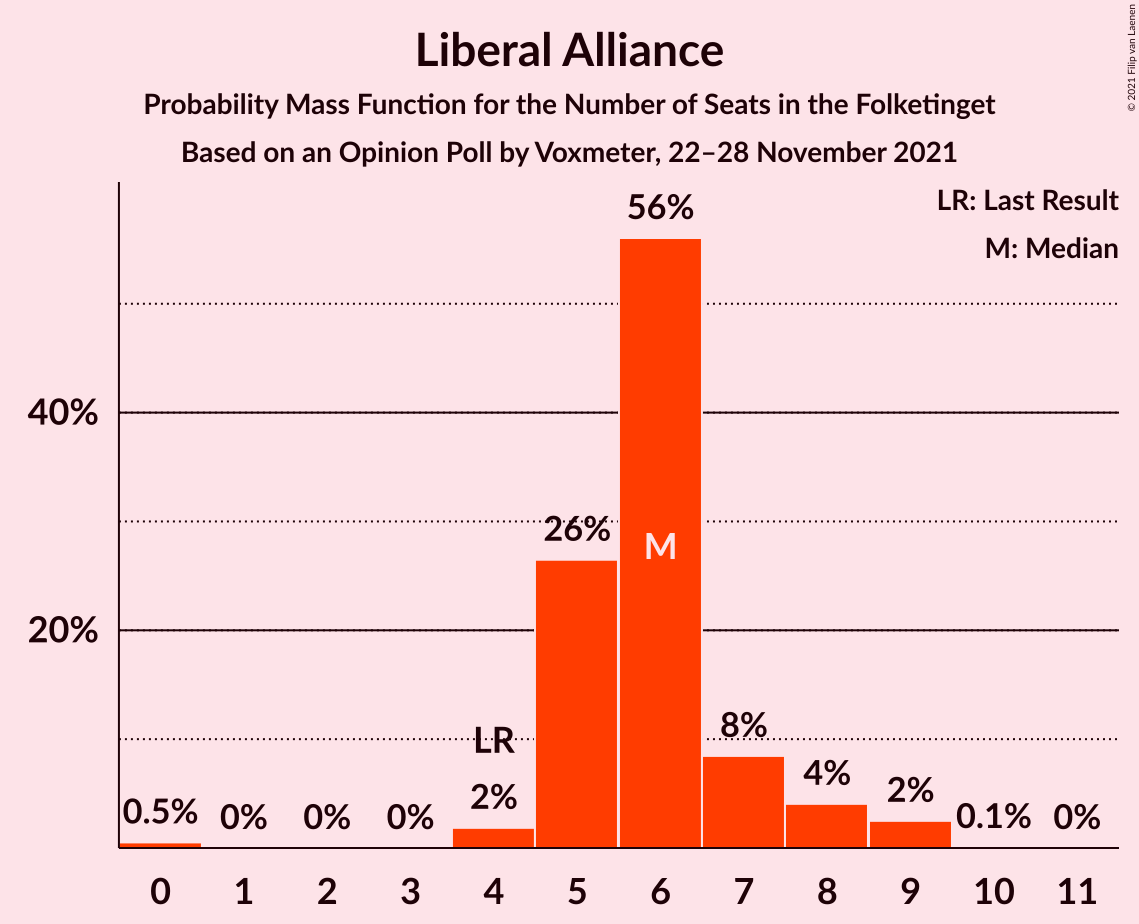 Liberal Alliance
Probability Mass Function for the Number of Seats in the Folketinget
Based on an Opinion Poll by Voxmeter, 22–28 November 2021
© 2021 Filip van Laenen
LR: Last Result
M: Median
56%
40%
26%
M
20%
LR
8%
4%
2%
2%
0.5%
0%
0%
0%
0.1%
0%
0 1 2 3 4 5 6 7 8 9 10 11